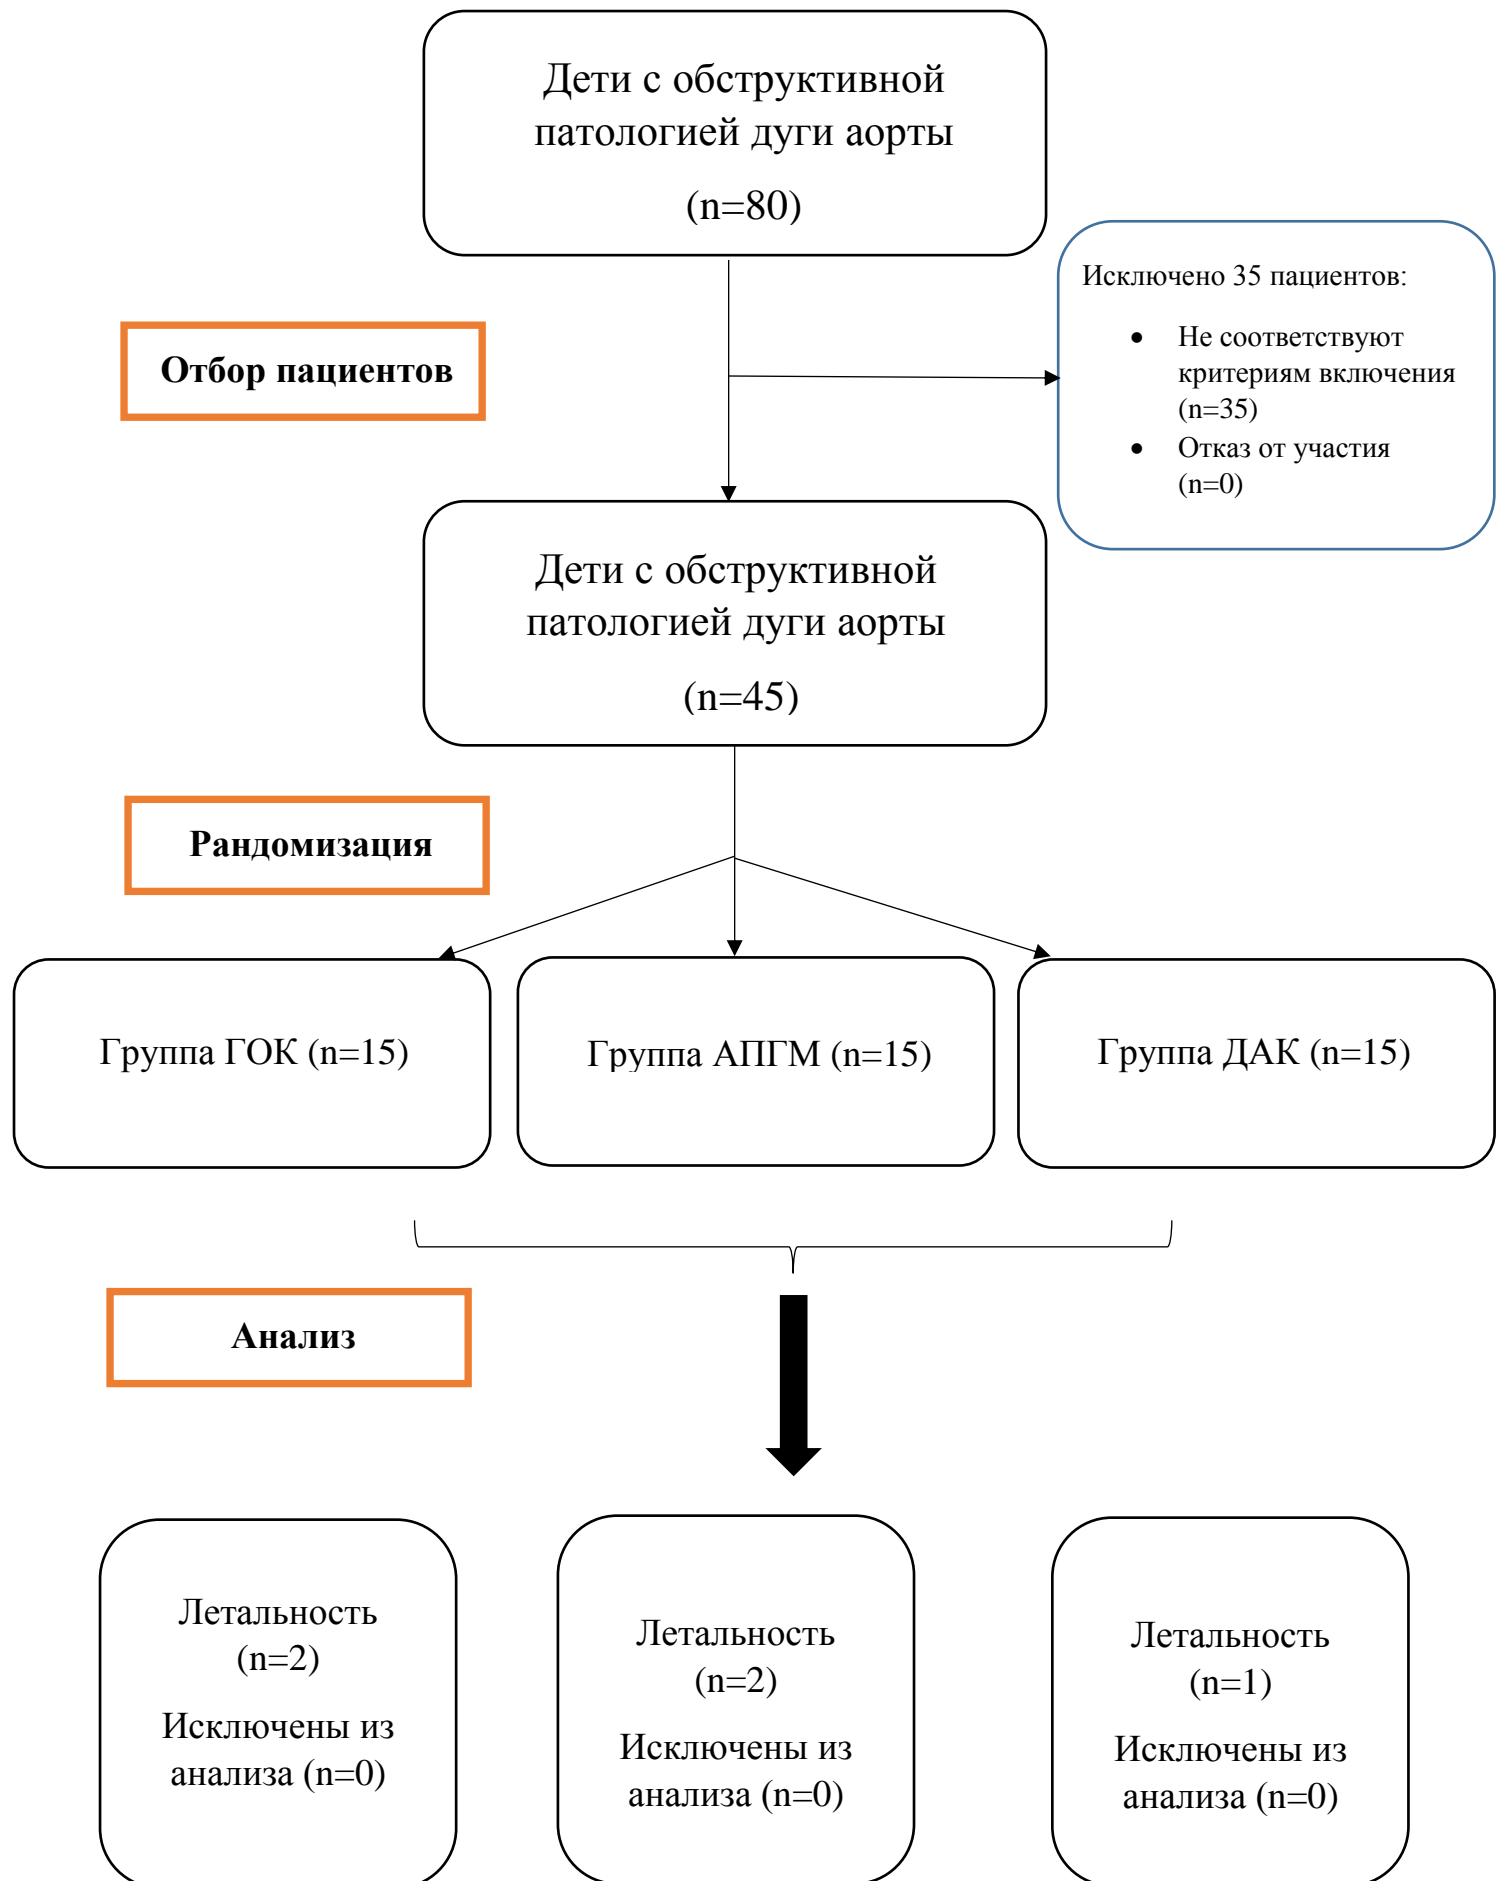 Дети с обструктивной
патологией дуги аорты
(n=80)
Исключено 35 пациентов:
• Не соответствуют
критериям включения
(n=35)
• Отказ от участия
(n=0)
Отбор пациентов
Дети с обструктивной
патологией дуги аорты
(n=45)
Рандомизация
Группа ГОК (n=15)
Группа АПГМ (n=15)
Группа ДАК (n=15)
Анализ
Летальность
(n=2)
Исключены из
анализа (n=0)
Летальность
(n=2)
Исключены из
анализа (n=0)
Летальность
(n=1)
Исключены из
анализа (n=0)